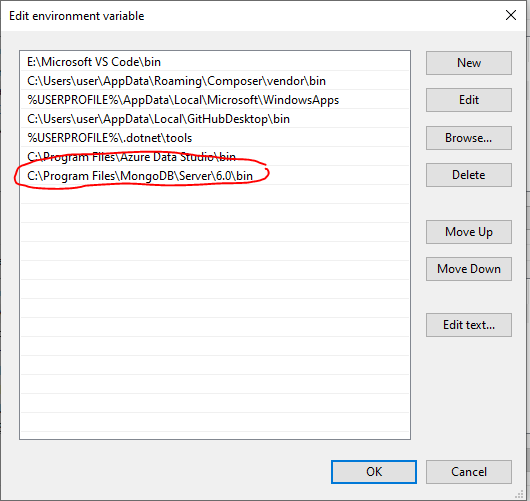 Edit environment variable
E:\Microsoft VS Code\bin
C:\Users\user\AppData\Roaming\Composer\vendor\bin
%USERPROFILE%\AppData\Local\Microsoft\WindowsApps
C:\Users\user\AppData\Local\GitHubDesktop\bin
%USERPROFILE%\.dotnet\tools
C:\Program Files\Azure Data Studio\bin
C:\Program Files\MongoDB\Server\6.0\bin
New
Edit
Browse...
Delete
Move Up
Move Down
Edit text...
OK
Cancel